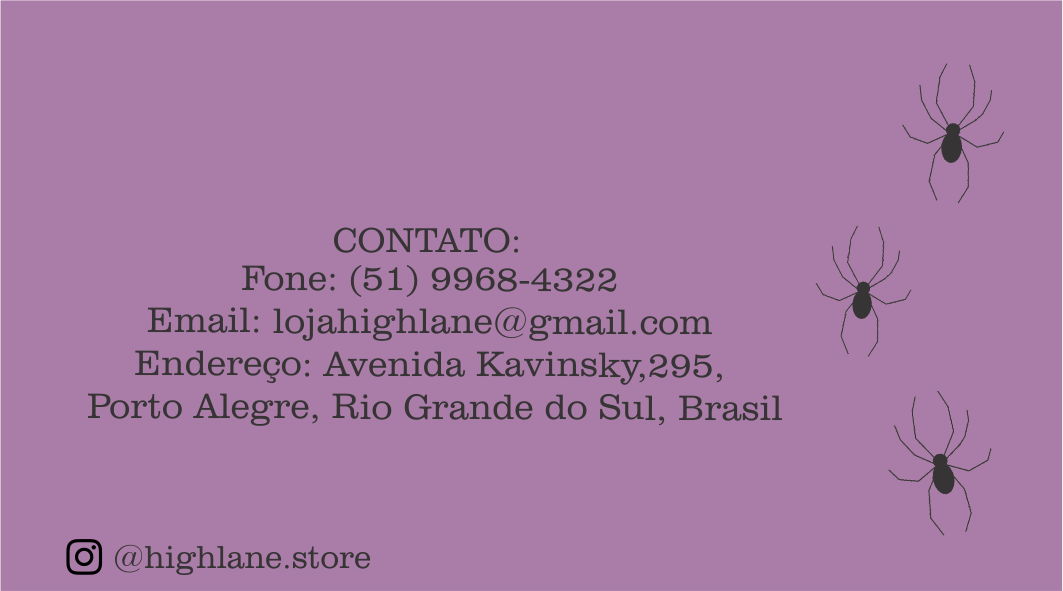 CONTATO:
Fone: (51) 9968-4322
Email: lojahighlane@gmail.com
Endereço: Avenida Kavinsky,295,
Porto Alegre, Rio Grande do Sul, Brasil
@highlane.store